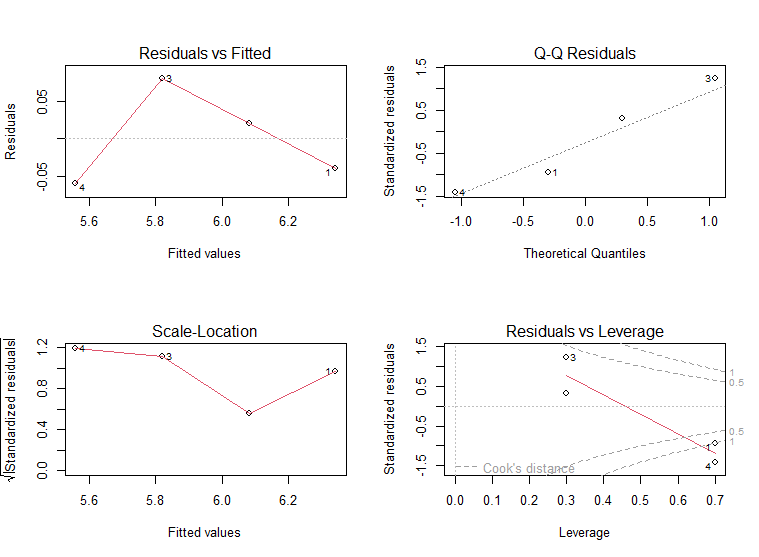 Residuals vs Fitted
Residuals
0.05
-0.05
3
4
1
5.6 5.8 6.0 6.2
Fitted values
Q-Q Residuals
Standardized residuals
1.5
0.5
-0.5
-1.5
3
1
4
-1.0 0.0 0.5 1.0
Theoretical Quantiles
Scale-Location
√|Standardized residuals|
1.2
0.8
0.4
0.0
4
3
1
5.6 5.8 6.0 6.2
Fitted values
Residuals vs Leverage
Standardized residuals
1.5
0.5
-0.5
-1.5
3
1
4
1
0.5
0.5
1
Cook's distance
0.0 0.1 0.2 0.3 0.4 0.5 0.6 0.7
Leverage